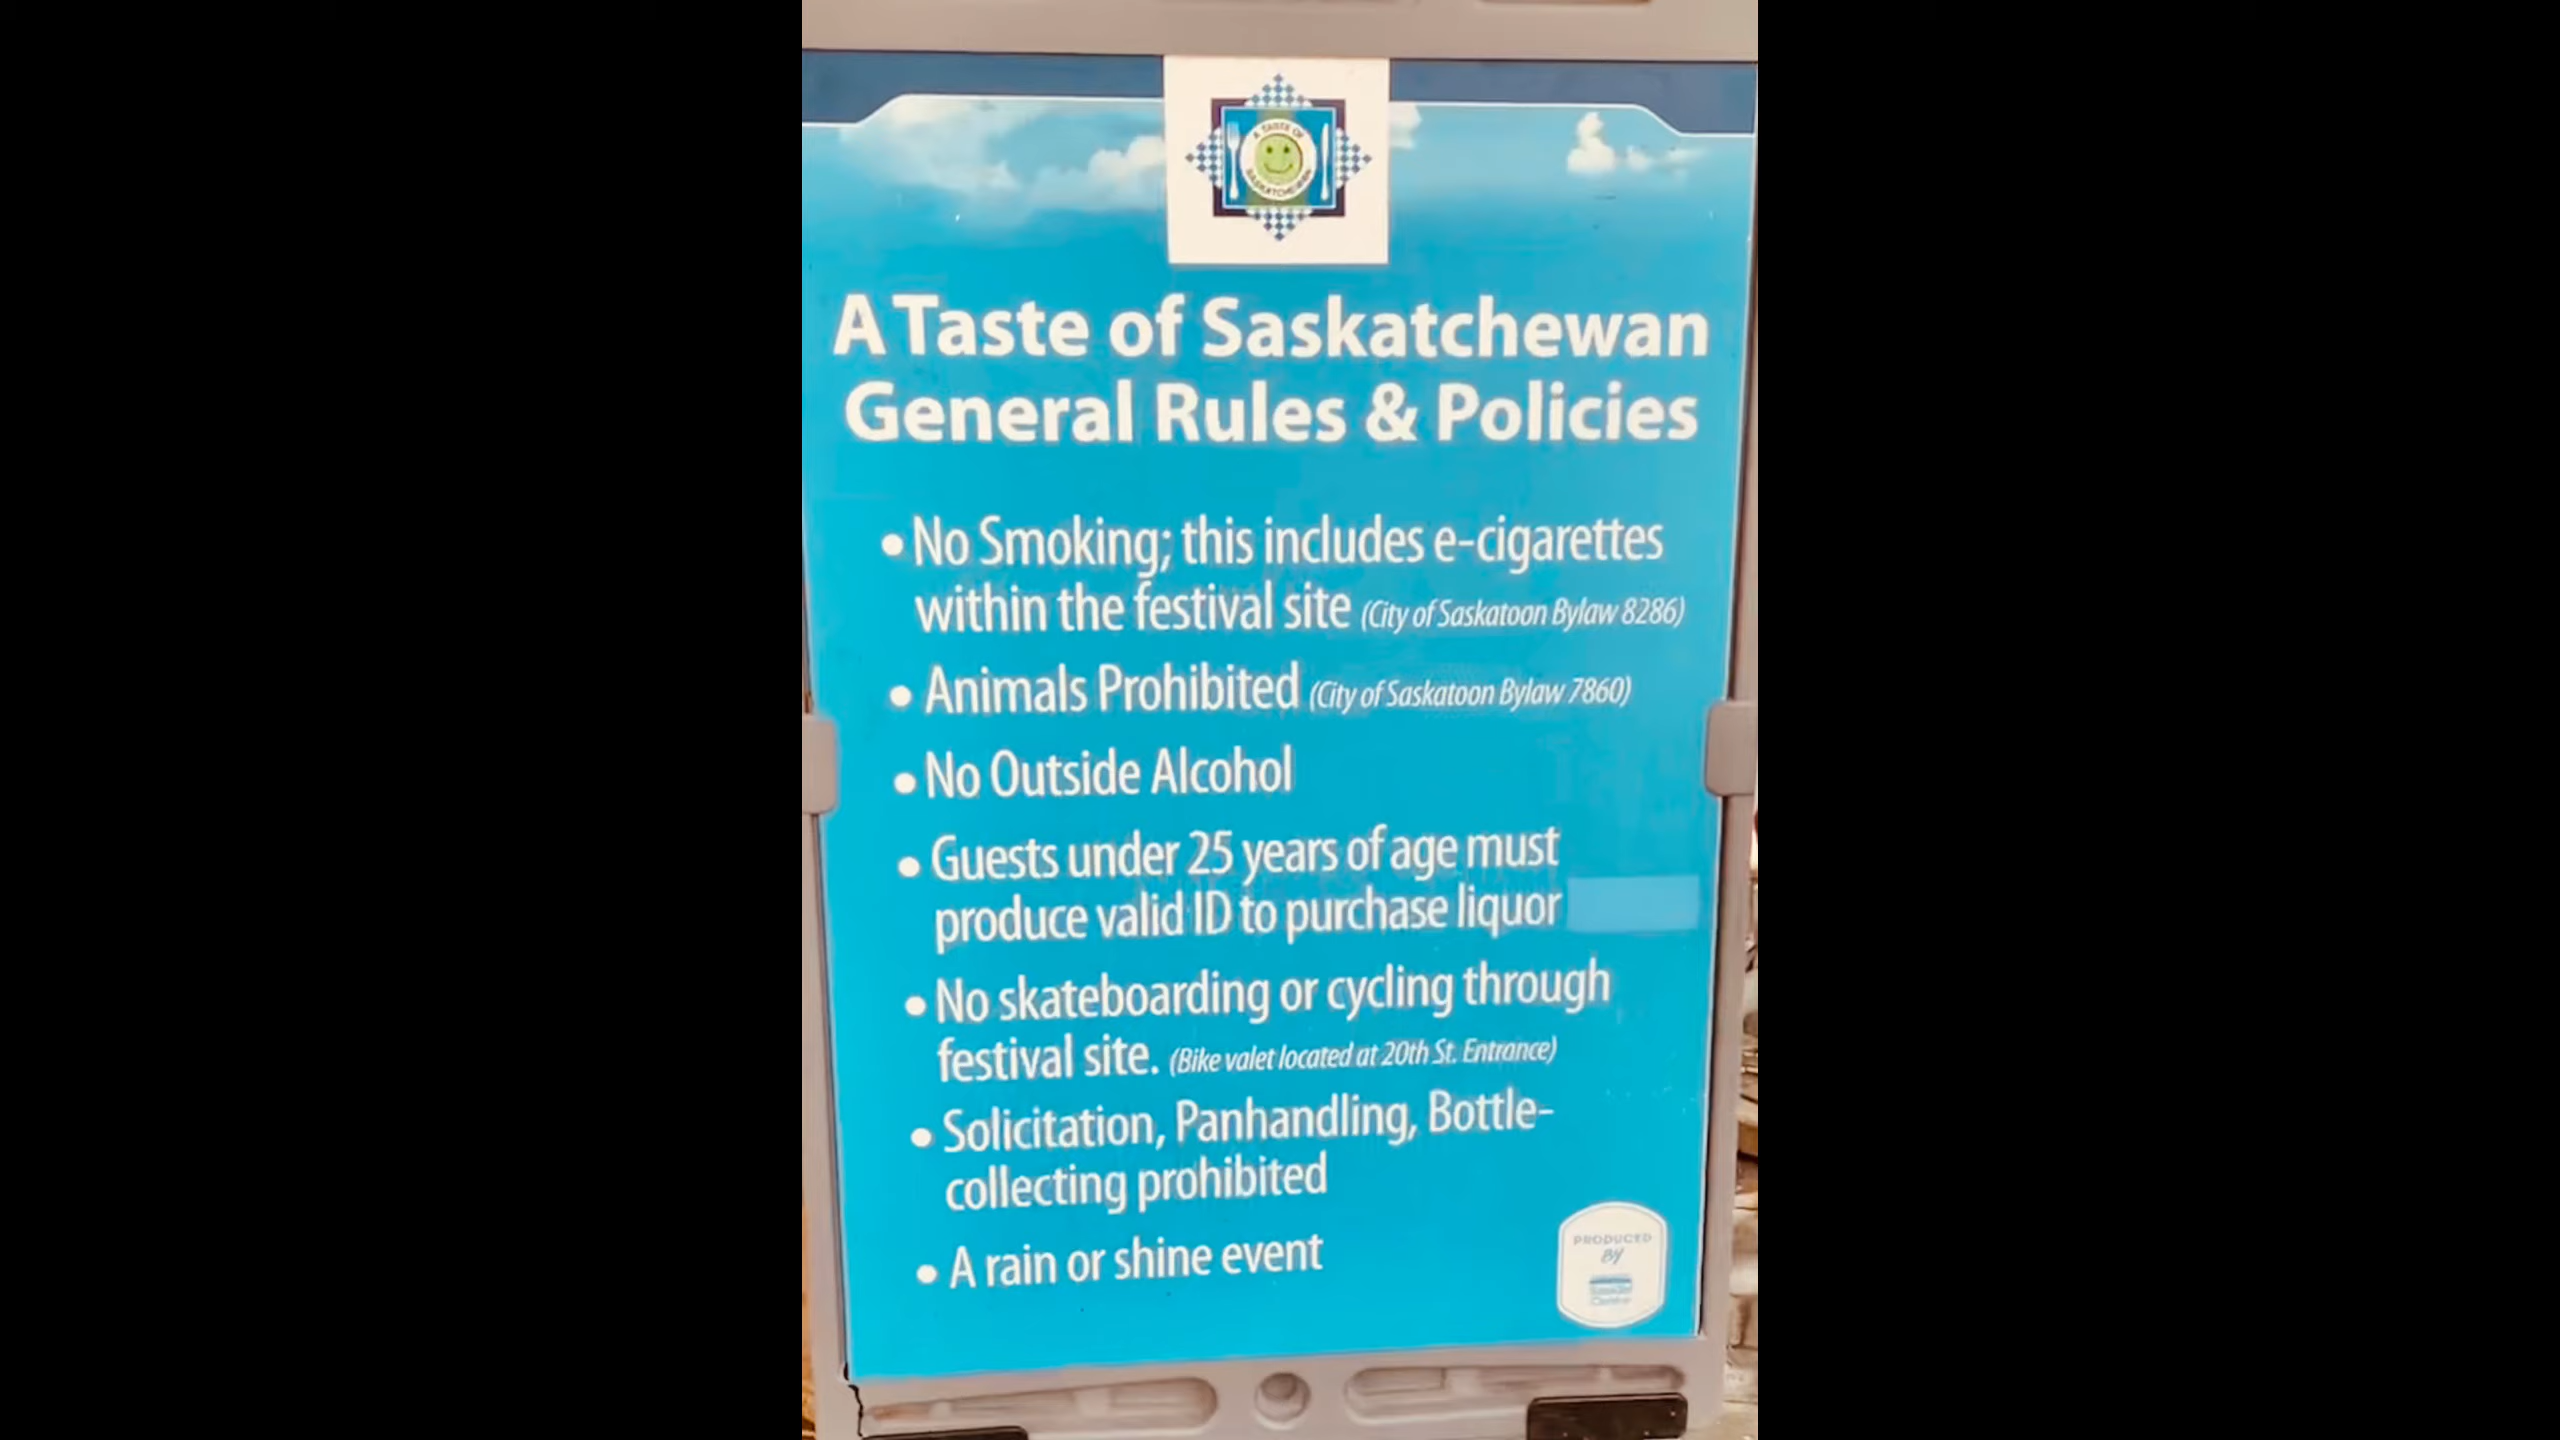 A TASTE OF
SASKATCHEWAN
A Taste of Saskatchewan
General Rules & Policies
• No Smoking; this includes e-cigarettes
within the festival site (City of Saskatoon Bylaw 8286)
• Animals Prohibited (City of Saskatoon Bylaw 7860)
• No Outside Alcohol
• Guests under 25 years of age must
produce valid ID to purchase liquor
• No skateboarding or cycling through
festival site. (Bike valet located at 20th St. Entrance)
• Solicitation, Panhandling, Bottle-
collecting prohibited
• A rain or shine event
PRODUCED
BY